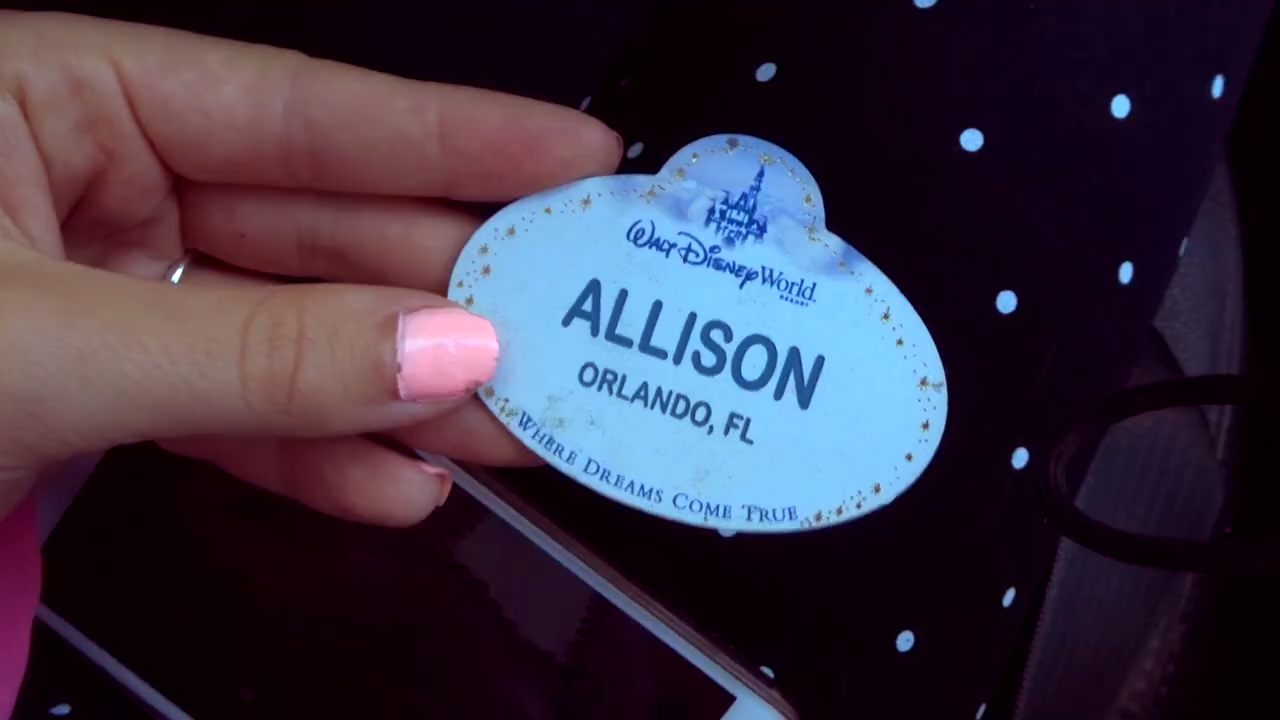 WALT DISNEY World
RESORT
ALLISON
ORLANDO, FL
WHERE DREAMS COME TRUE